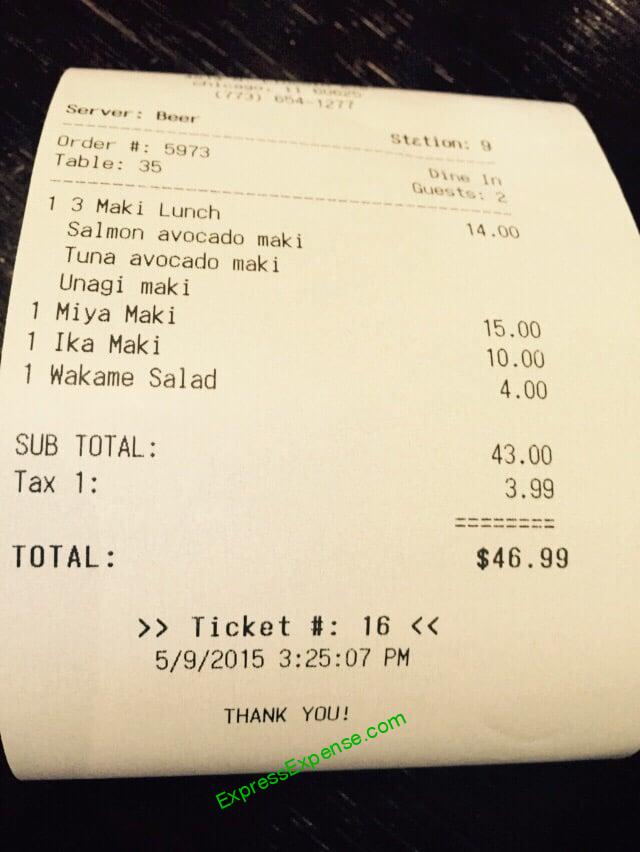 Chicago, Il 60625
(773) 654-1277
Server: Beer
Station: 9
Order #: 5973
Dine In
Table: 35
Guests: 2
1 3 Maki Lunch 14.00
Salmon avocado maki
Tuna avocado maki
Unagi maki
1 Miya Maki 15.00
1 Ika Maki 10.00
1 Wakame Salad 4.00
SUB TOTAL: 43.00
Tax 1: 3.99
========
TOTAL: $46.99
>> Ticket #: 16 <<
5/9/2015 3:25:07 PM
THANK YOU!
ExpressExpense.com